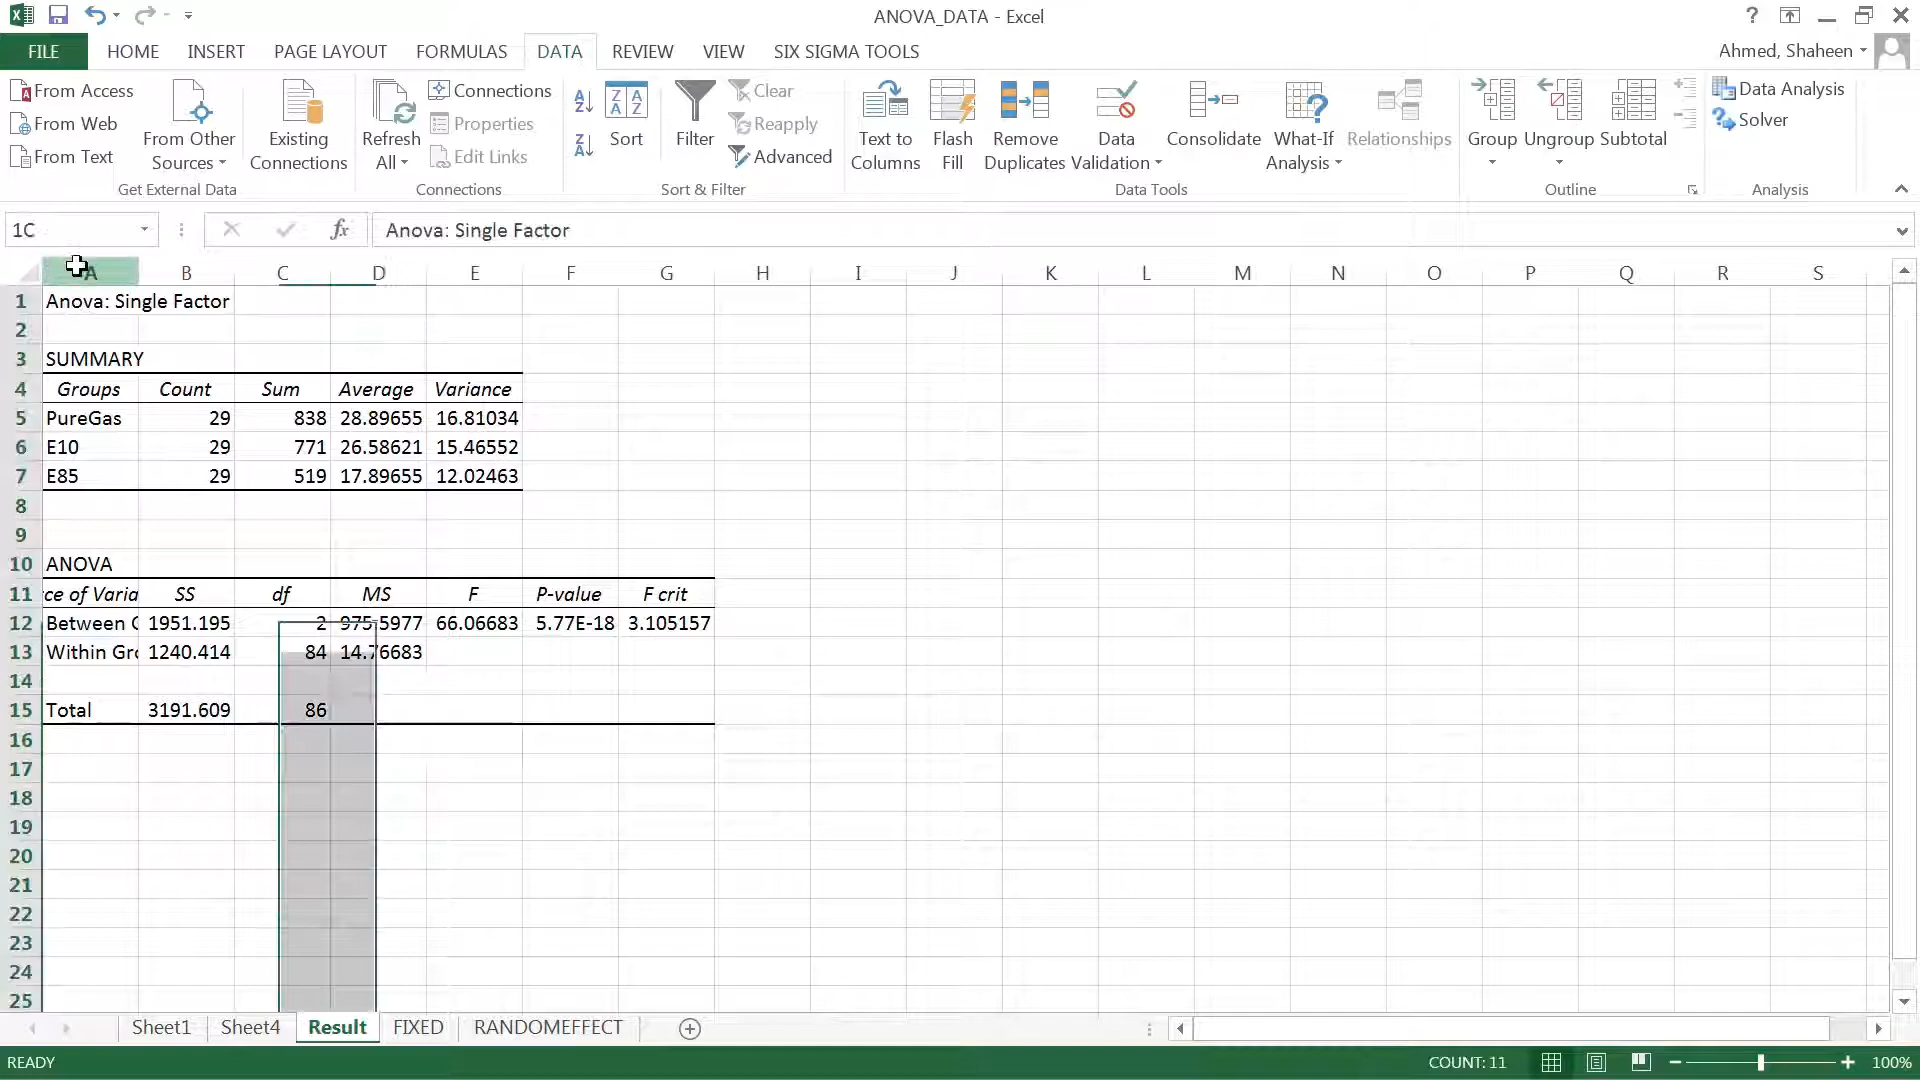 ANOVA_DATA - Excel
FILE HOME INSERT PAGE LAYOUT FORMULAS DATA REVIEW VIEW SIX SIGMA TOOLS Ahmed, Shaheen
From Access
From Web
From Text
From Other
Sources
Existing
Connections
Get External Data
Refresh
All
Connections
Properties
Edit Links
Connections
Sort
Filter
Clear
Reapply
Advanced
Sort & Filter
Text to
Columns
Flash
Fill
Remove
Duplicates
Data
Validation
Consolidate
What-If
Analysis
Relationships
Data Tools
Group
Ungroup
Subtotal
Outline
Data Analysis
Solver
Analysis
1C fx Anova: Single Factor
A B C D E F G H I J K L M N O P Q R S
1 Anova: Single Factor
2
3 SUMMARY
4 Groups Count Sum Average Variance
5 PureGas 29 838 28.89655 16.81034
6 E10 29 771 26.58621 15.46552
7 E85 29 519 17.89655 12.02463
8
9
10 ANOVA
11 ce of Varia SS df MS F P-value F crit
12 Between G 1951.195 2 975.5977 66.06683 5.77E-18 3.105157
13 Within Gro 1240.414 84 14.76683
14
15 Total 3191.609 86
16
17
18
19
20
21
22
23
24
25
Sheet1 Sheet4 Result FIXED RANDOMEFFECT
READY COUNT: 11 100%